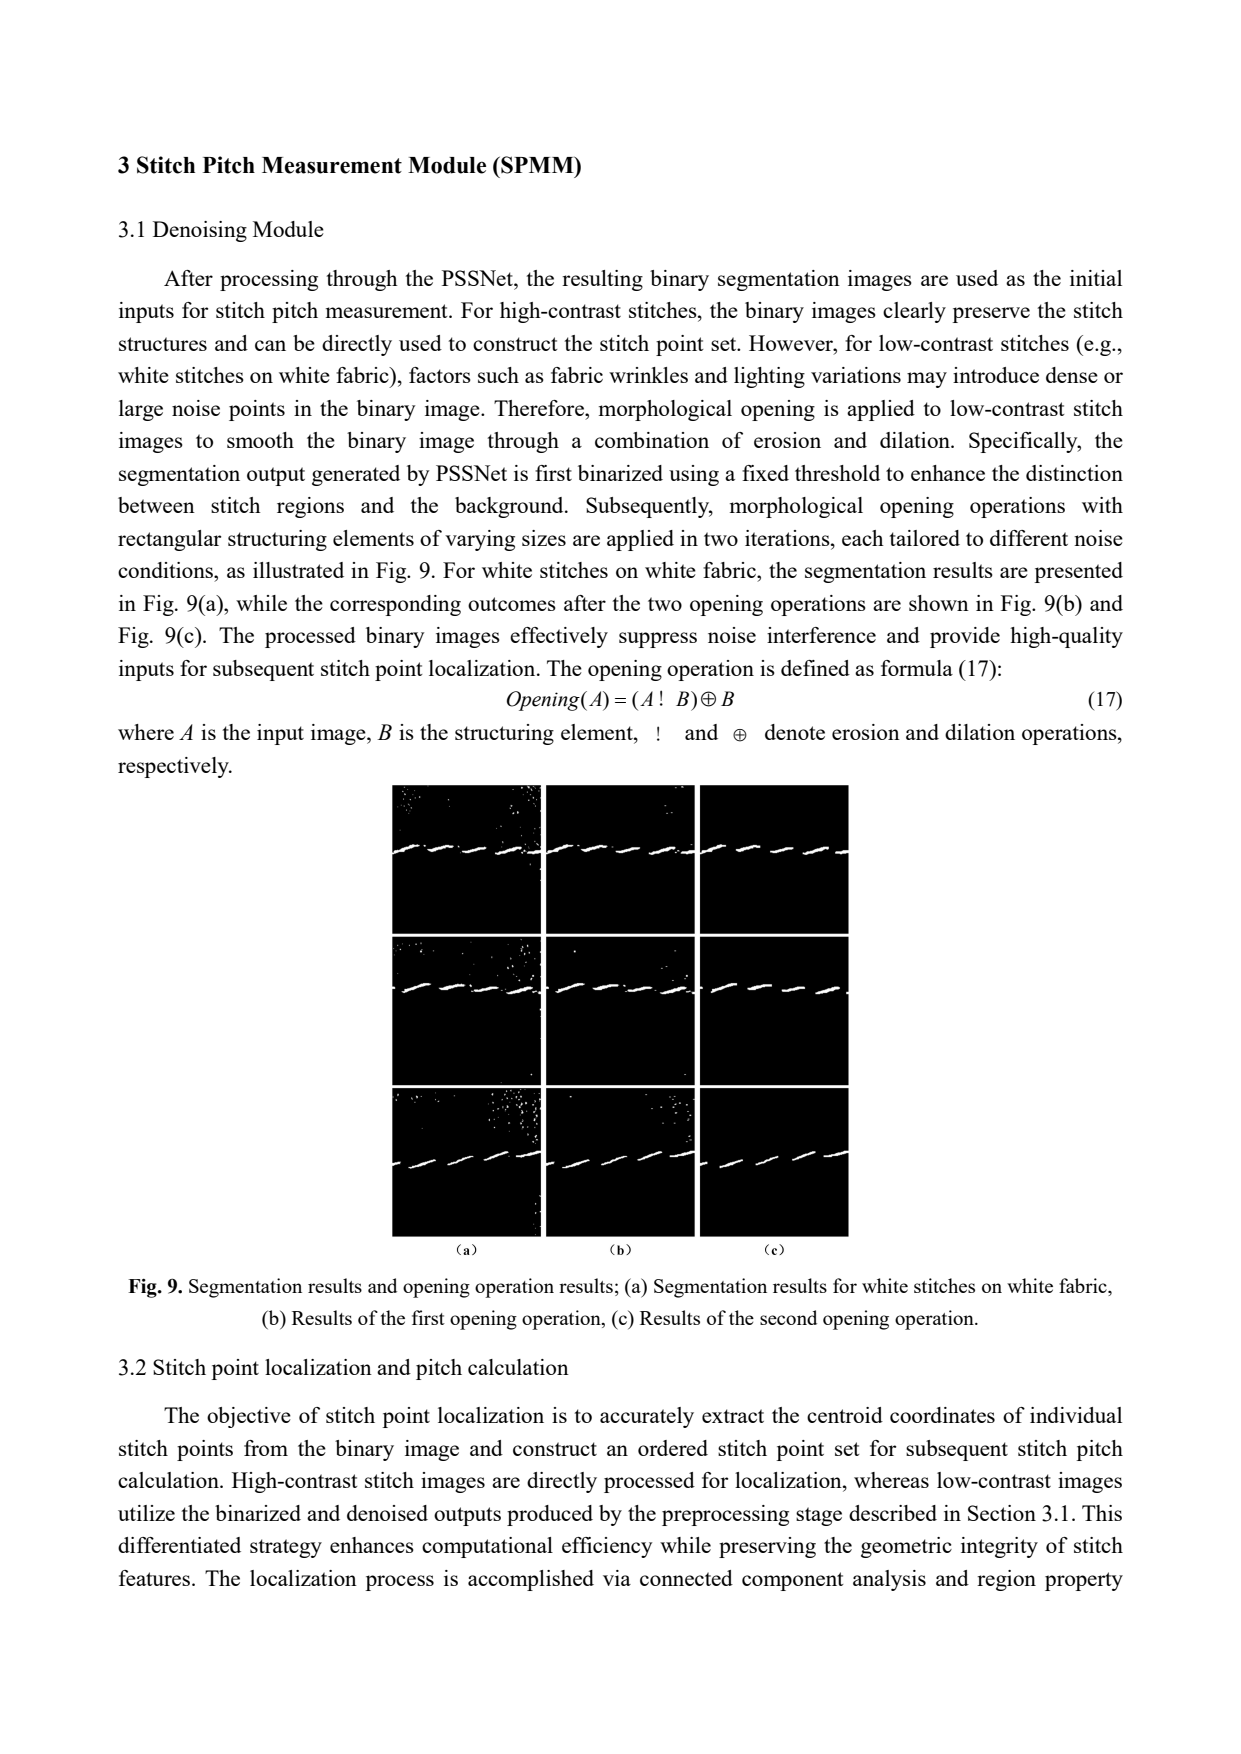 3 Stitch Pitch Measurement Module (SPMM)
3.1 Denoising Module
After processing through the PSSNet, the resulting binary segmentation images are used as the initial
inputs for stitch pitch measurement. For high-contrast stitches, the binary images clearly preserve the stitch
structures and can be directly used to construct the stitch point set. However, for low-contrast stitches (e.g.,
white stitches on white fabric), factors such as fabric wrinkles and lighting variations may introduce dense or
large noise points in the binary image. Therefore, morphological opening is applied to low-contrast stitch
images to smooth the binary image through a combination of erosion and dilation. Specifically, the
segmentation output generated by PSSNet is first binarized using a fixed threshold to enhance the distinction
between stitch regions and the background. Subsequently, morphological opening operations with
rectangular structuring elements of varying sizes are applied in two iterations, each tailored to different noise
conditions, as illustrated in Fig. 9. For white stitches on white fabric, the segmentation results are presented
in Fig. 9(a), while the corresponding outcomes after the two opening operations are shown in Fig. 9(b) and
Fig. 9(c). The processed binary images effectively suppress noise interference and provide high-quality
inputs for subsequent stitch point localization. The opening operation is defined as formula (17):
Opening(A) = (A ! B) ⊕ B (17)
where A is the input image, B is the structuring element, ! and ⊕ denote erosion and dilation operations,
respectively.
(a) (b) (c)
Fig. 9. Segmentation results and opening operation results; (a) Segmentation results for white stitches on white fabric,
(b) Results of the first opening operation, (c) Results of the second opening operation.
3.2 Stitch point localization and pitch calculation
The objective of stitch point localization is to accurately extract the centroid coordinates of individual
stitch points from the binary image and construct an ordered stitch point set for subsequent stitch pitch
calculation. High-contrast stitch images are directly processed for localization, whereas low-contrast images
utilize the binarized and denoised outputs produced by the preprocessing stage described in Section 3.1. This
differentiated strategy enhances computational efficiency while preserving the geometric integrity of stitch
features. The localization process is accomplished via connected component analysis and region property